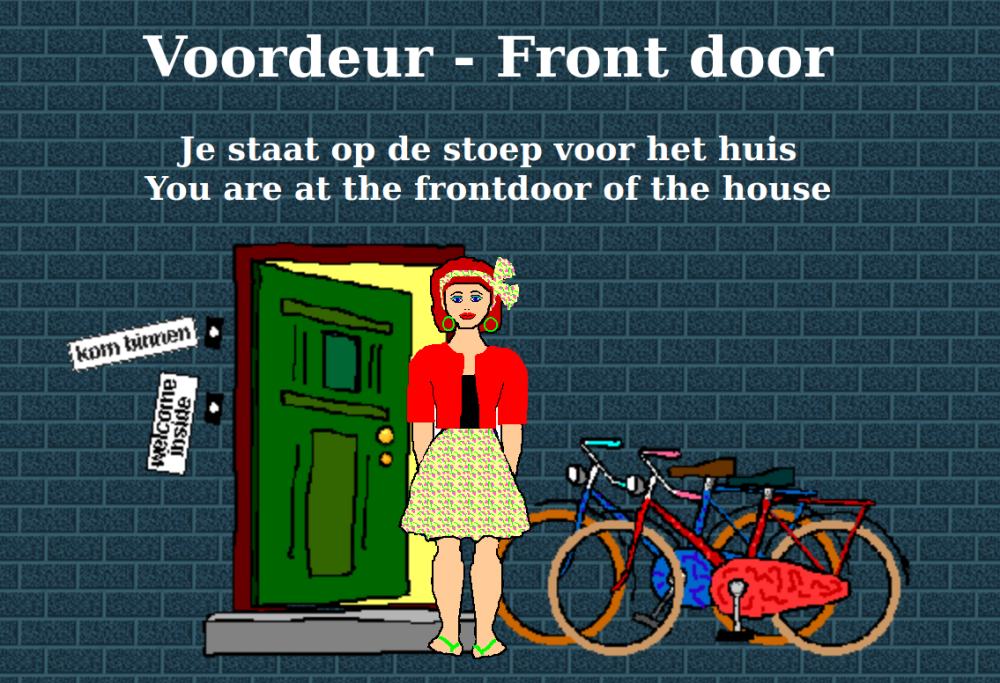 Voordeur - Front door
Je staat op de stoep voor het huis
You are at the frontdoor of the house
kom binnen
welcome
inside